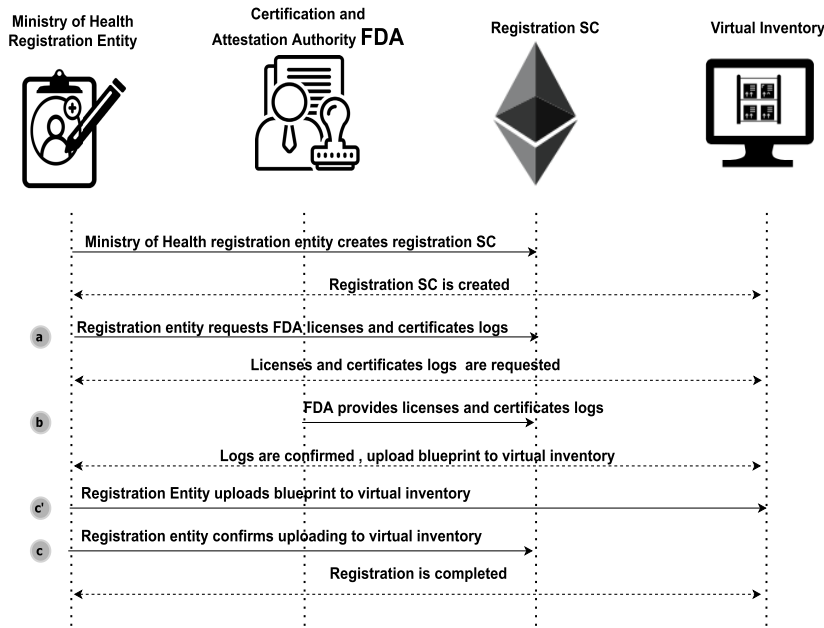 Ministry of Health
Registration Entity
Certification and
Attestation Authority FDA
Registration SC
Virtual Inventory
Ministry of Health registration entity creates registration SC
Registration SC is created
a
Registration entity requests FDA licenses and certificates logs
Licenses and certificates logs are requested
b
FDA provides licenses and certificates logs
Logs are confirmed , upload blueprint to virtual inventory
c'
Registration Entity uploads blueprint to virtual inventory
c
Registration entity confirms uploading to virtual inventory
Registration is completed